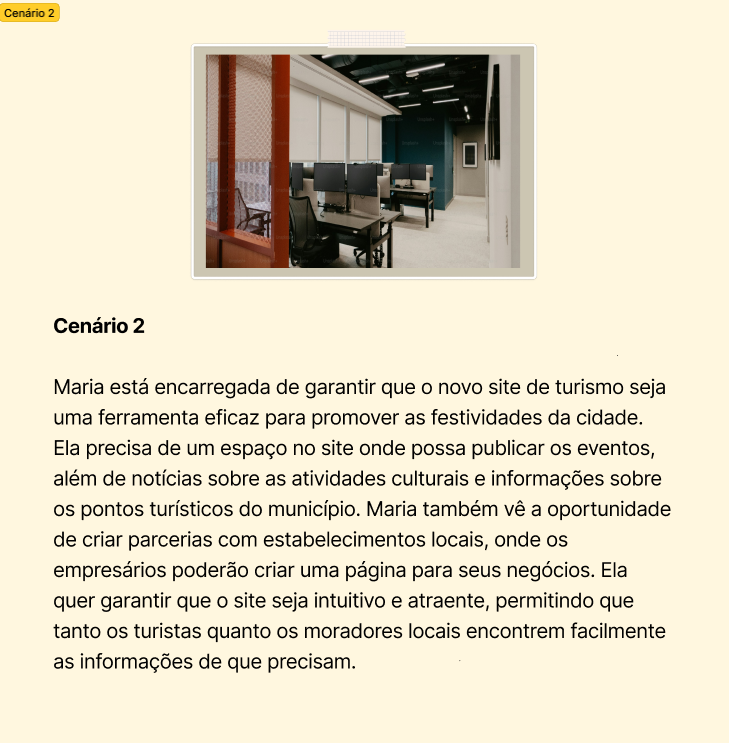 Cenário 2
Cenário 2
Maria está encarregada de garantir que o novo site de turismo seja
uma ferramenta eficaz para promover as festividades da cidade.
Ela precisa de um espaço no site onde possa publicar os eventos,
além de notícias sobre as atividades culturais e informações sobre
os pontos turísticos do município. Maria também vê a oportunidade
de criar parcerias com estabelecimentos locais, onde os
empresários poderão criar uma página para seus negócios. Ela
quer garantir que o site seja intuitivo e atraente, permitindo que
tanto os turistas quanto os moradores locais encontrem facilmente
as informações de que precisam.